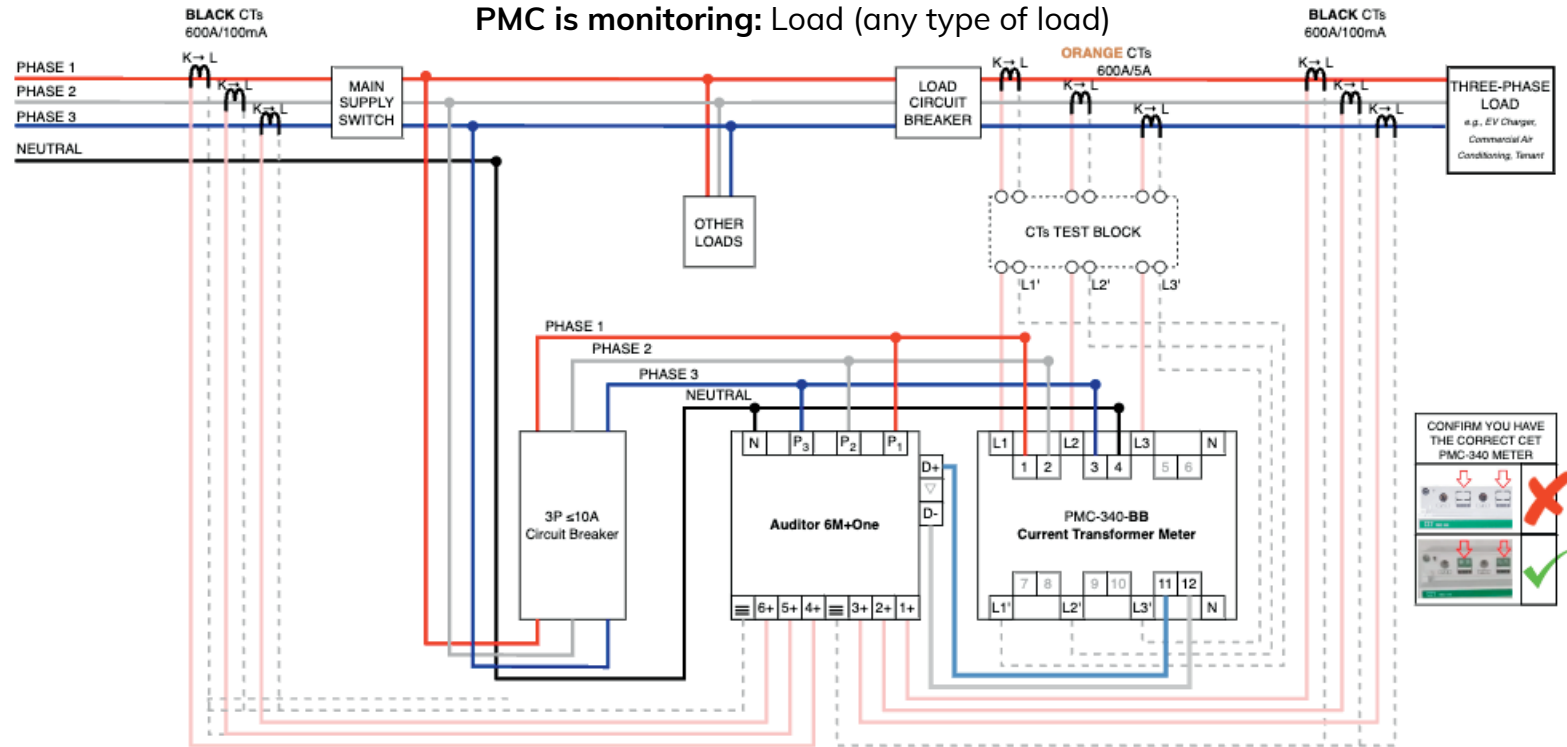 PMC is monitoring: Load (any type of load)
BLACK CTs
600A/100mA
BLACK CTs
600A/100mA
ORANGE CTs
600A/5A
K→ L
K→ L
K→ L
K→ L
K→ L
K→ L
K→ L
K→ L
K→ L
PHASE 1
PHASE 2
PHASE 3
NEUTRAL
MAIN
SUPPLY
SWITCH
LOAD
CIRCUIT
BREAKER
THREE-PHASE
LOAD
e.g., EV Charger,
Commercial Air
Conditioning, Tenant
OTHER
LOADS
CTs TEST BLOCK
L1' L2' L3'
PHASE 1
PHASE 2
PHASE 3
NEUTRAL
3P ≤10A
Circuit Breaker
N P3 P2 P1
D+
▽
D-
Auditor 6M+One
6+ 5+ 4+ 3+ 2+ 1+
L1 L2 L3 N
1 2 3 4 5 6
PMC-340-BB
Current Transformer Meter
7 8 9 10 11 12
L1' L2' L3' N
CONFIRM YOU HAVE
THE CORRECT CET
PMC-340 METER